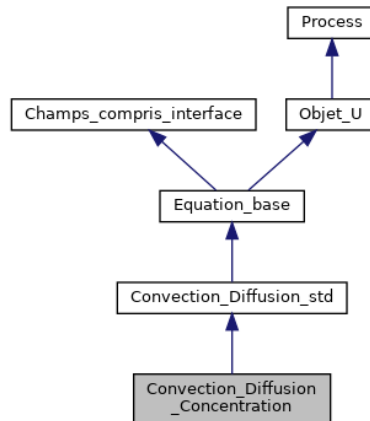 Process
Champs_compris_interface
Objet_U
Equation_base
Convection_Diffusion_std
Convection_Diffusion
_Concentration